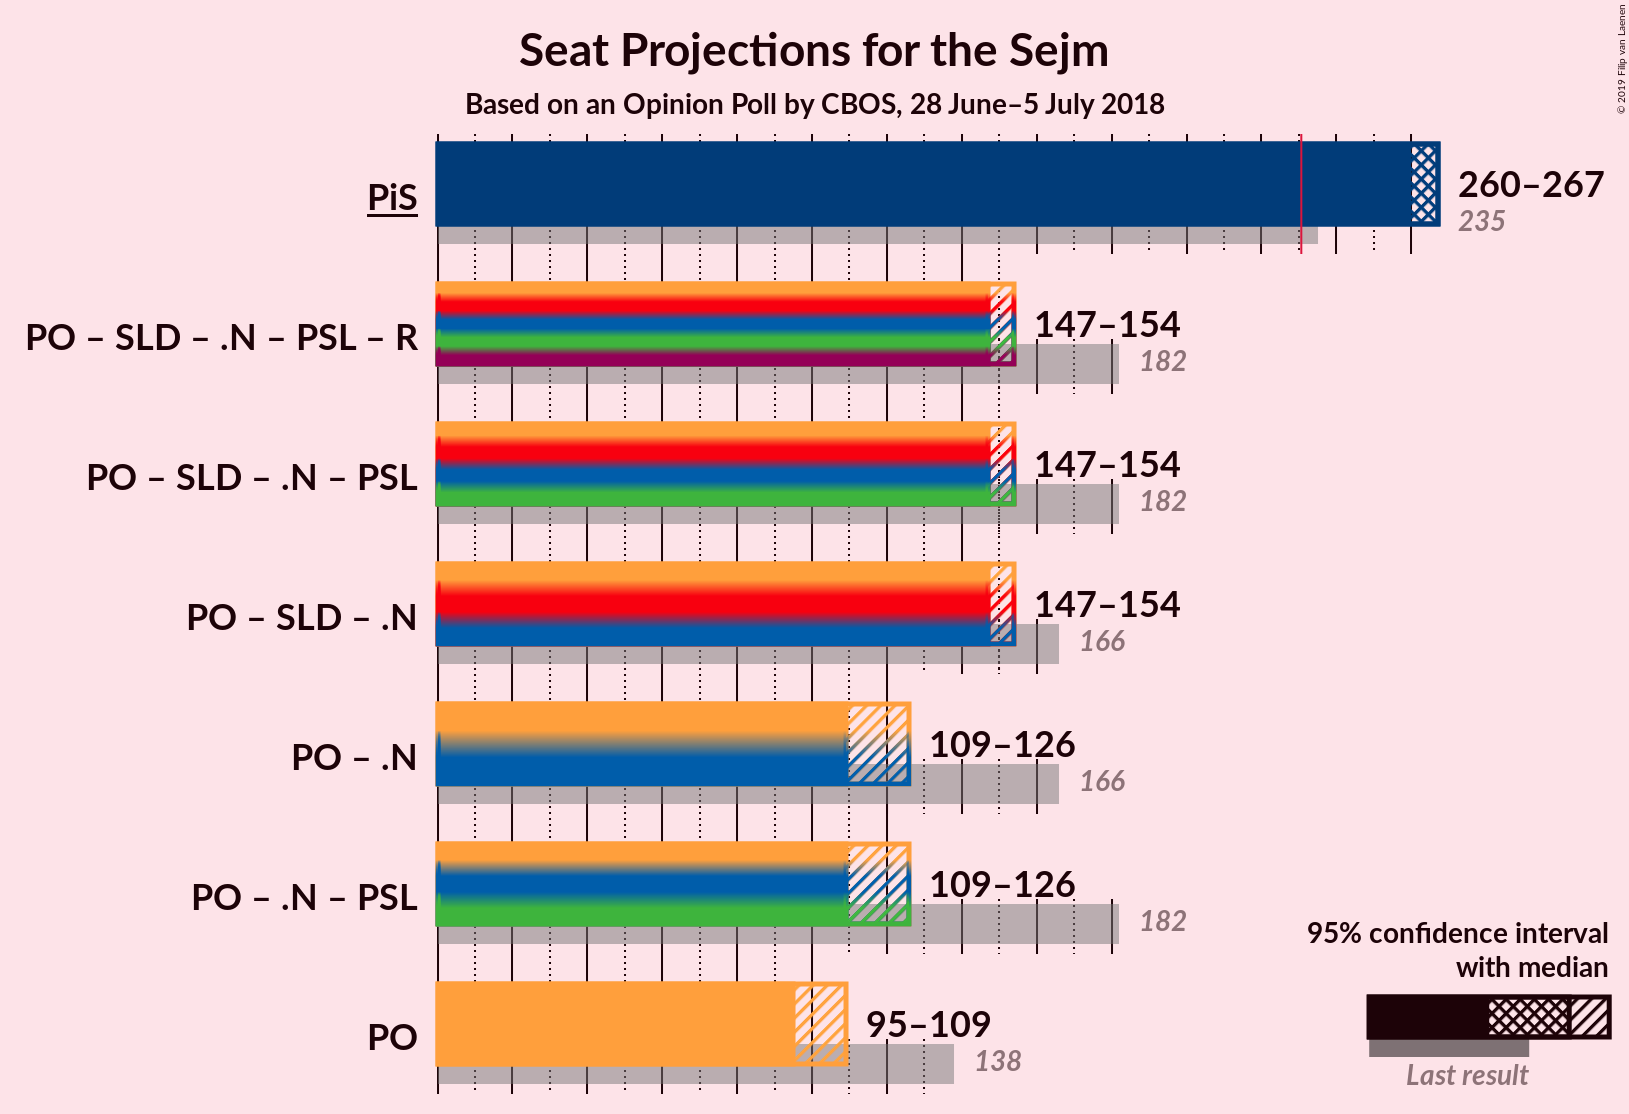 Seat Projections for the Sejm
Based on an Opinion Poll by CBOS, 28 June–5 July 2018
© 2019 Filip van Laenen
PiS
260–267
235
PO – SLD – .N – PSL – R
147–154
182
PO – SLD – .N – PSL
147–154
182
PO – SLD – .N
147–154
166
PO – .N
109–126
166
PO – .N – PSL
109–126
182
PO
95–109
138
95% confidence interval
with median
Last result